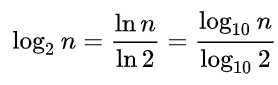 log₂ n = ln n / ln 2 = log₁₀ n / log₁₀ 2